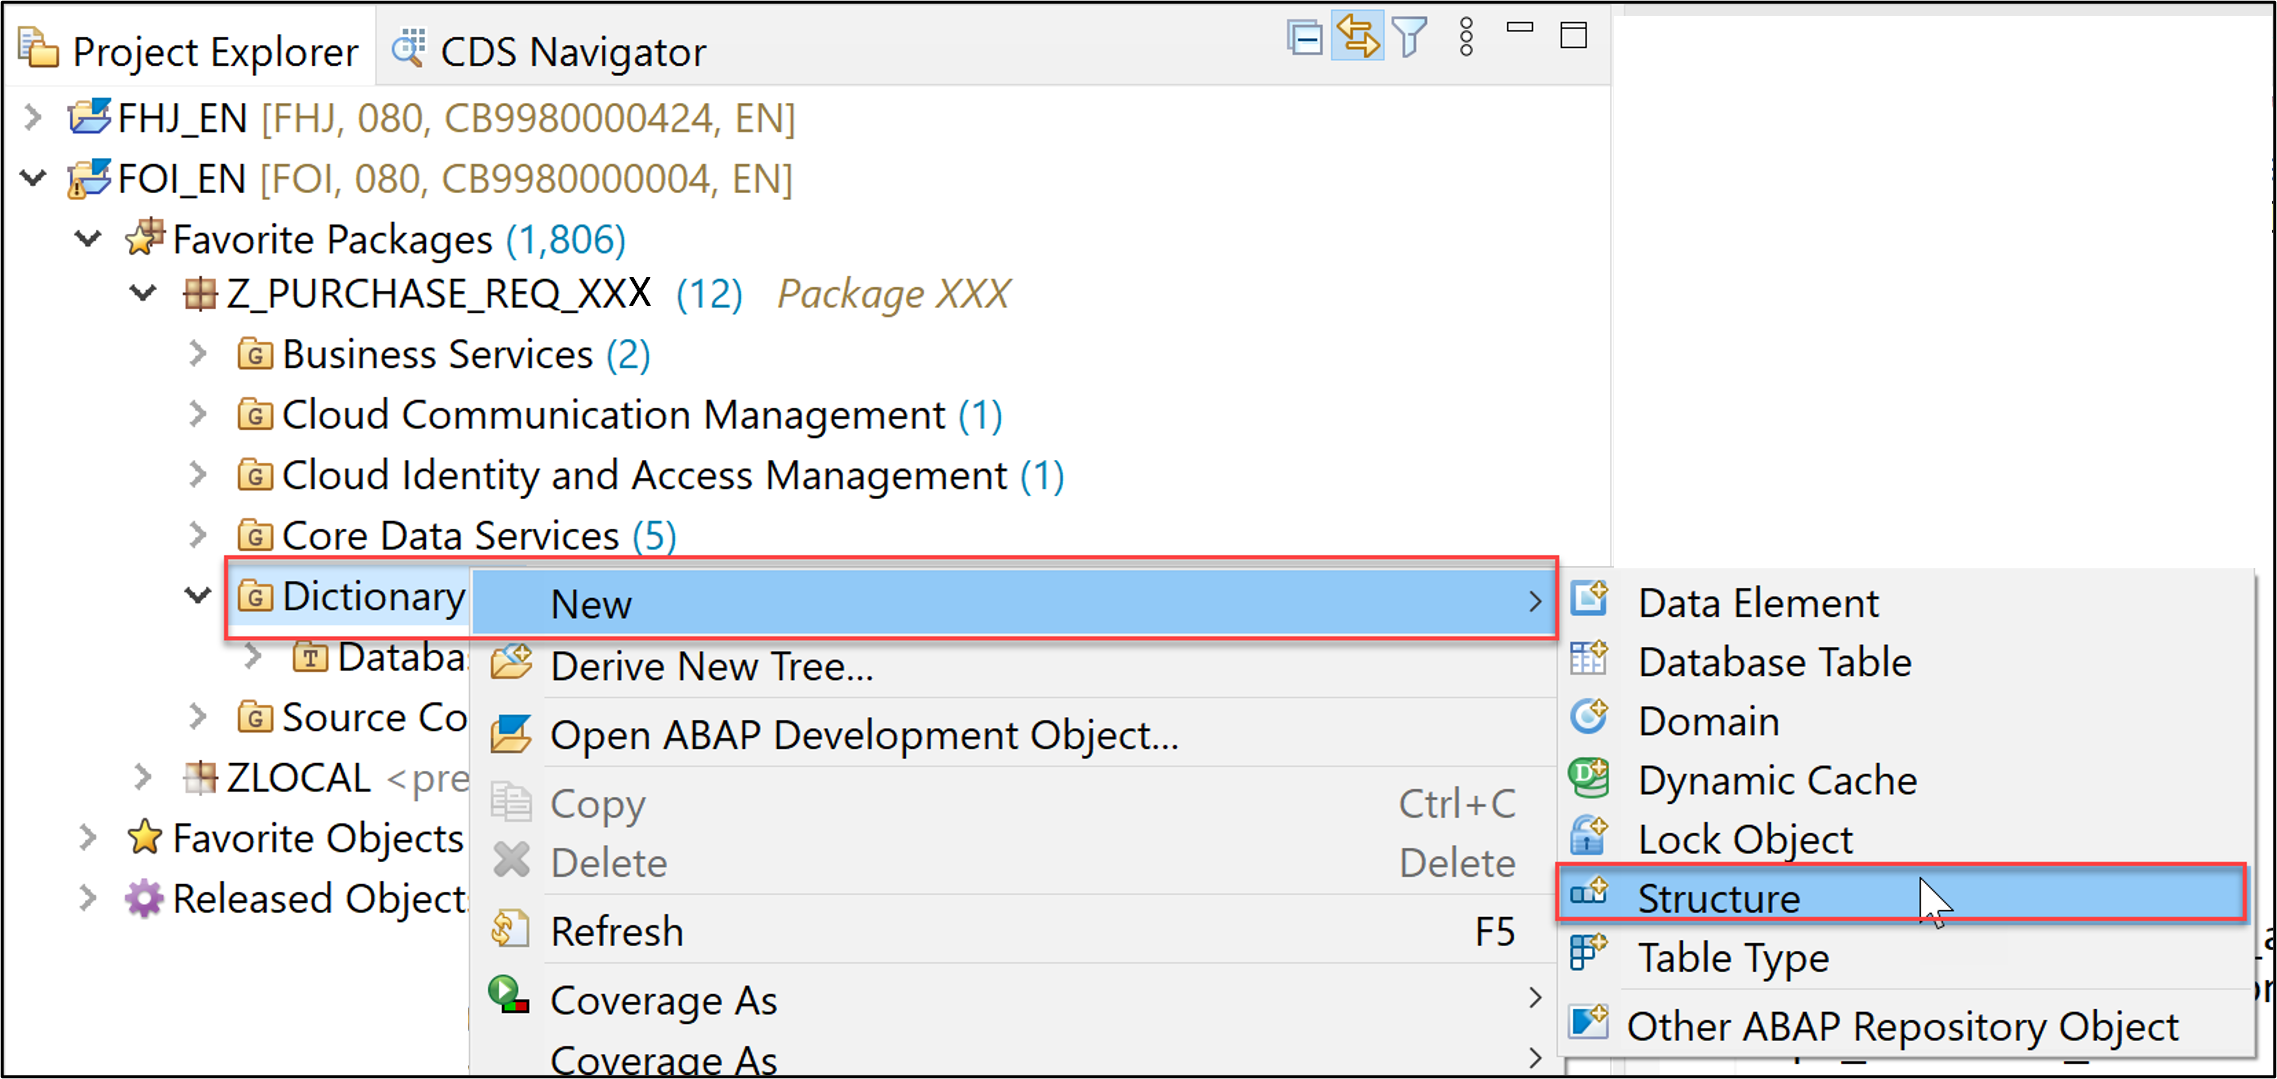 Project Explorer
CDS Navigator
FHJ_EN [FHJ, 080, CB9980000424, EN]
FOI_EN [FOI, 080, CB9980000004, EN]
Favorite Packages (1,806)
Z_PURCHASE_REQ_XXX (12) Package XXX
Business Services (2)
Cloud Communication Management (1)
Cloud Identity and Access Management (1)
Core Data Services (5)
Dictionary
Databa
Source Co
ZLOCAL <pre
Favorite Objects
Released Object
New
Derive New Tree...
Open ABAP Development Object...
Copy Ctrl+C
Delete Delete
Refresh F5
Coverage As
Coverage As
Data Element
Database Table
Domain
Dynamic Cache
Lock Object
Structure
Table Type
Other ABAP Repository Object